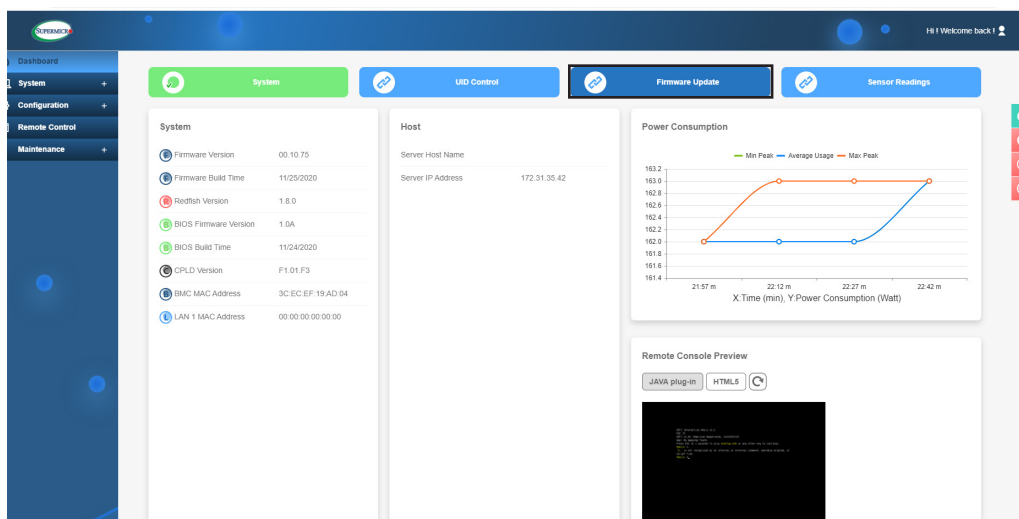 SUPERMICRO
Hi ! Welcome back !
Dashboard
System +
Configuration +
Remote Control
Maintenance +
System
UID Control
Firmware Update
Sensor Readings
System
Firmware Version 00.10.75
Firmware Build Time 11/25/2020
Redfish Version 1.8.0
BIOS Firmware Version 1.0A
BIOS Build Time 11/24/2020
CPLD Version F1.01.F3
BMC MAC Address 3C:EC:EF:19:AD:04
LAN 1 MAC Address 00:00:00:00:00:00
Host
Server Host Name
Server IP Address 172.31.35.42
Power Consumption
Min Peak Average Usage Max Peak
163.2
163.0
162.8
162.6
162.4
162.2
162.0
161.8
161.6
161.4
21:57 m 22:12 m 22:27 m 22:42 m
X:Time (min), Y:Power Consumption (Watt)
Remote Console Preview
JAVA plug-in HTML5